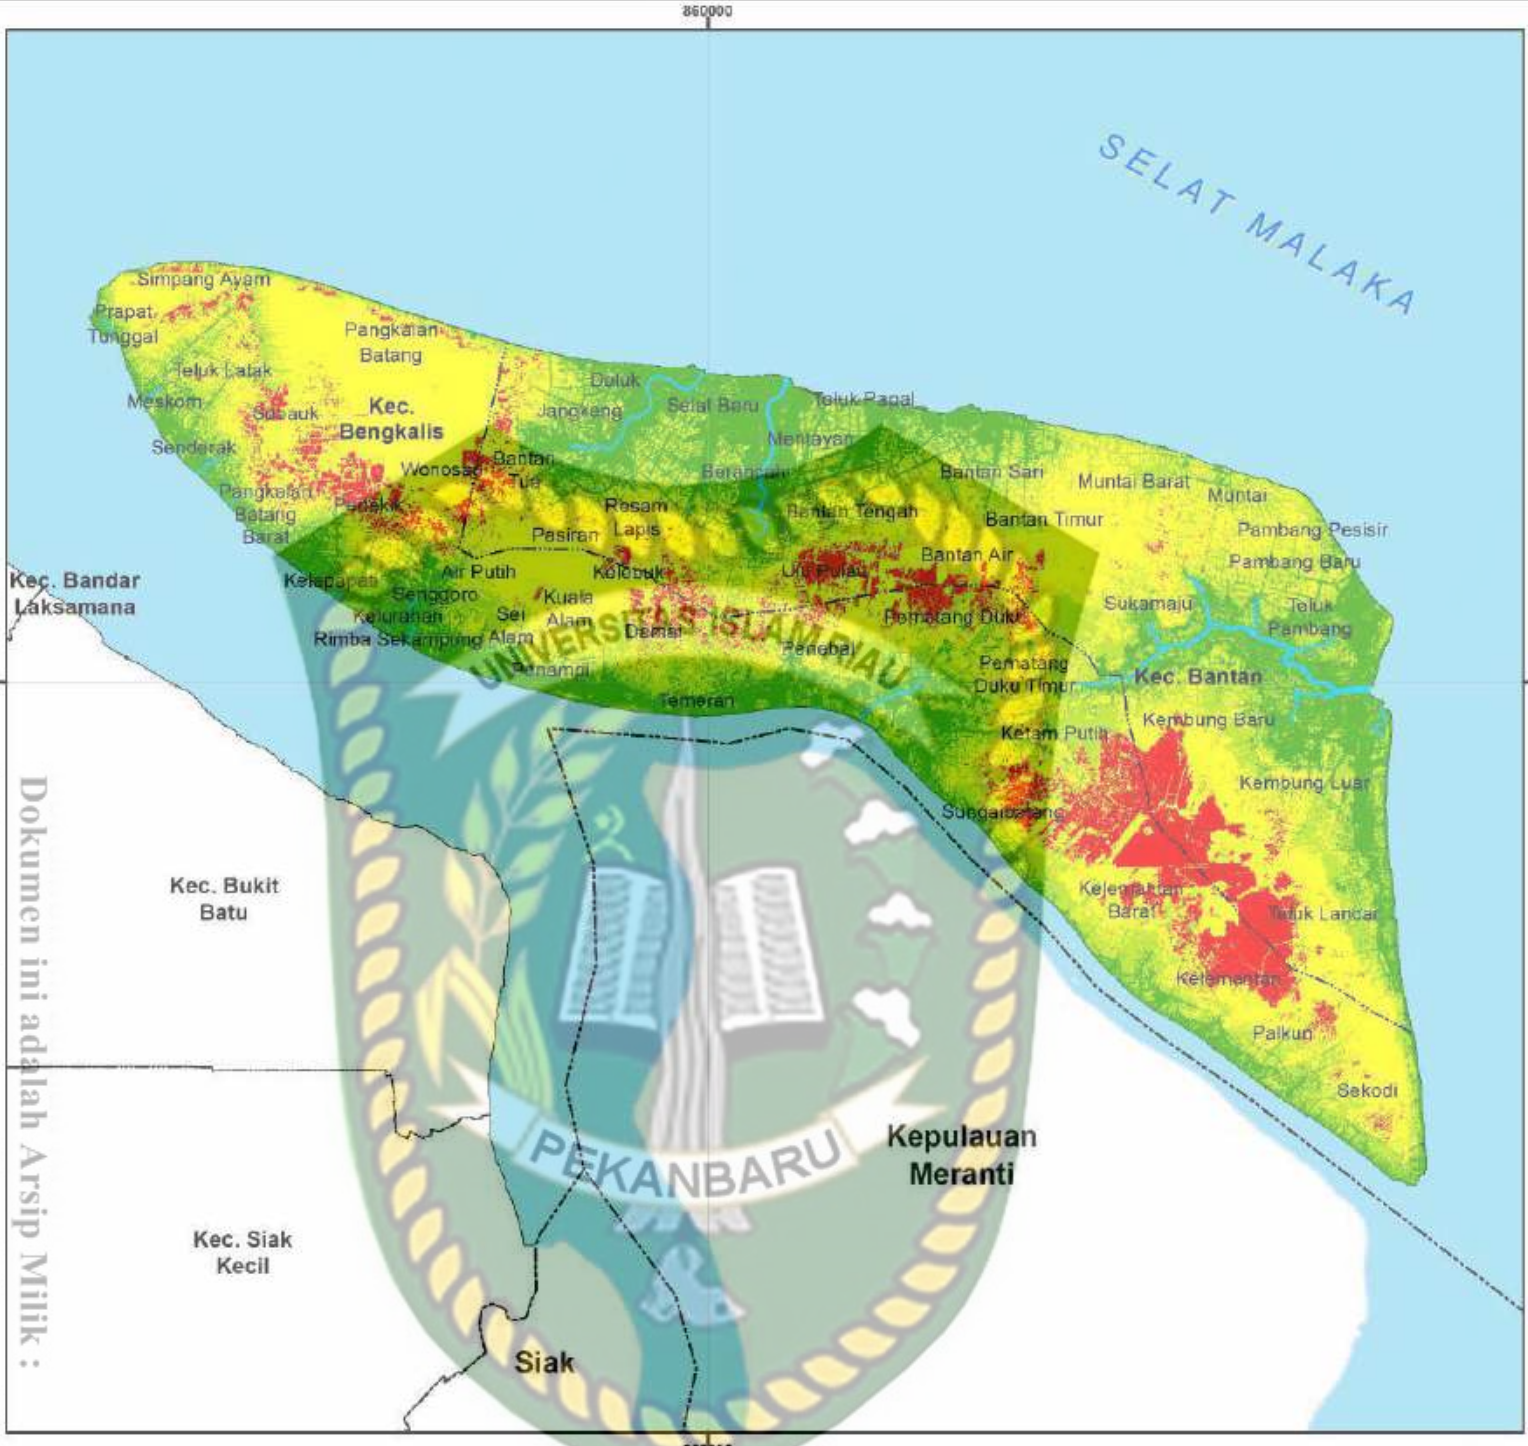 860000
SELAT MALAKA
Simpang Ayam
Prapat
Tunggal
Pangkalan
Batang
Teluk Latak
Meskom
Sebauk
Kec.
Bengkalis
Senderak
Doluk
Jangkang
Selat Baru
Teluk Papal
Mentayan
Berancah
Wonosari
Bantan
Tua
Bantan Sari
Muntai Barat
Muntai
Pangkalan
Batang
Barat
Pedekik
Resam
Lapis
Pasiran
Bantan Tengah
Bantan Timur
Pambang Pesisir
Pambang Baru
Bantan Air
Kelapapati
Air Putih
Kelebuk
Ulu Pulau
Kec. Bandar
Laksamana
Senggoro
Kelurahan
Rimba Sekampung
Sei
Alam
Kuala
Alam
Damai
Penebal
Pematang Duku
Sukamaju
Teluk
Pambang
UNIVERSITAS ISLAM RIAU
Penampi
Temeran
Pematang
Duku Timur
Kec. Bantan
Kembung Baru
Ketam Putih
Kembung Luar
Sungaibatang
Kelemantan
Barat
Teluk Lancar
Kelemantan
Palkun
Sekodi
Kec. Bukit
Batu
Kepulauan
Meranti
PEKANBARU
Kec. Siak
Kecil
Siak
Dokumen ini adalah Arsip Milik :